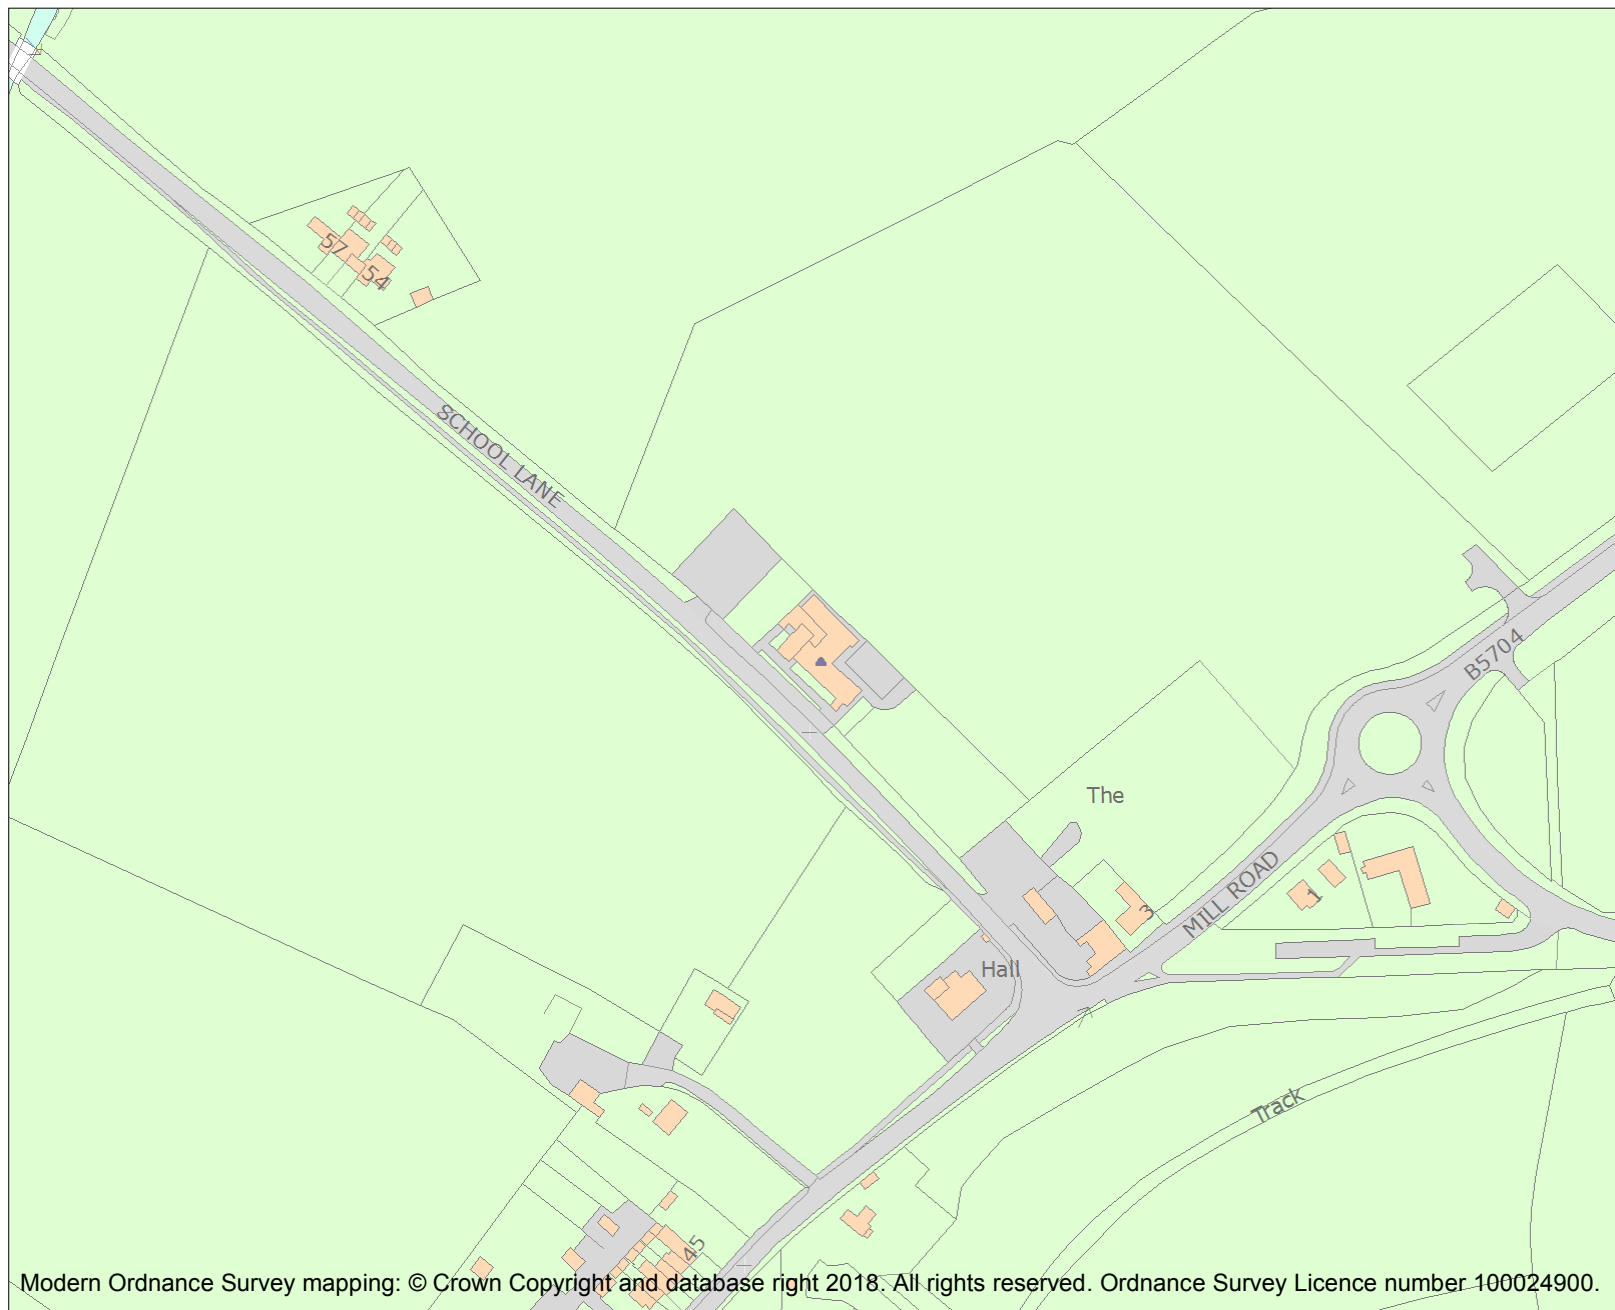 57
54
SCHOOL LANE
B5704
The
MILL ROAD
1
3
Hall
Track
45
Modern Ordnance Survey mapping: © Crown Copyright and database right 2018. All rights reserved. Ordnance Survey Licence number 100024900.